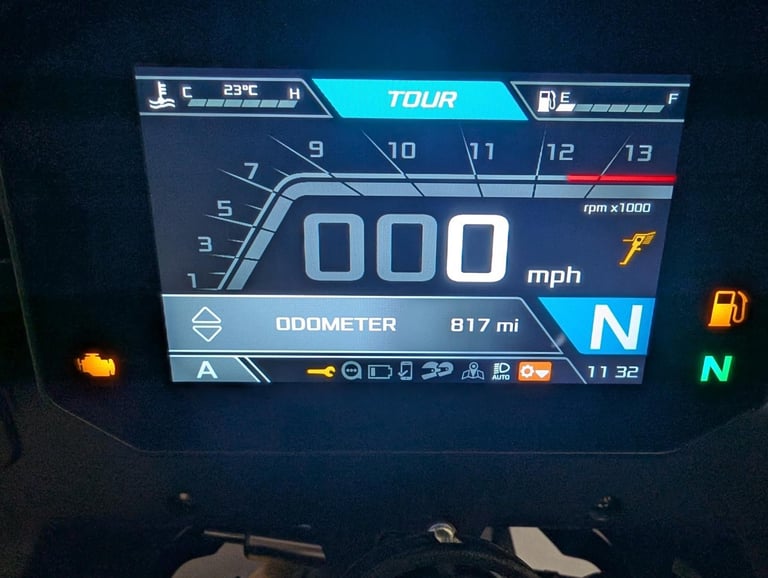 C 23°C H
TOUR
E F
1 3 5 7 9 10 11 12 13
rpm x1000
000 mph
ODOMETER 817 mi
N
A
AUTO
11 32
N